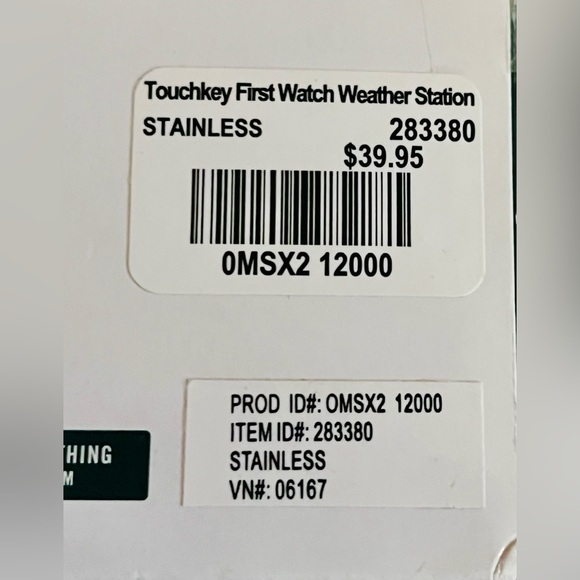 Touchkey First Watch Weather Station
STAINLESS 283380
$39.95
0MSX2 12000
PROD ID#: OMSX2 12000
ITEM ID#: 283380
STAINLESS
VN#: 06167
THING
M